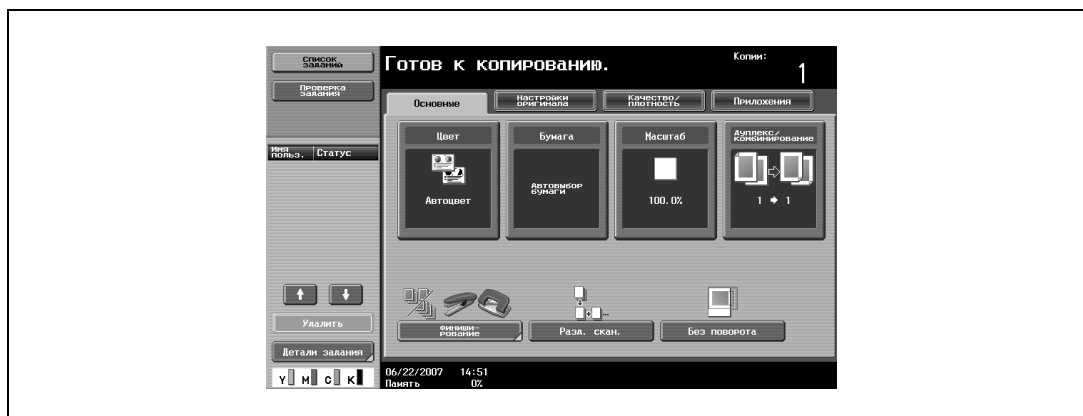 Список
заданий
Проверка
задания
Имя
польз.
Статус
Удалить
Детали задания
Y M C K
Готов к копированию.
Копии:
1
Основные
Настройки
оригинала
Качество/
плотность
Приложения
Цвет
Автоцвет
Бумага
Автовыбор
бумаги
Масштаб
100.0%
Дуплекс/
комбинирование
1 → 1
Финиши-
рование
Разд. скан.
Без поворота
06/22/2007 14:51
Память 0%